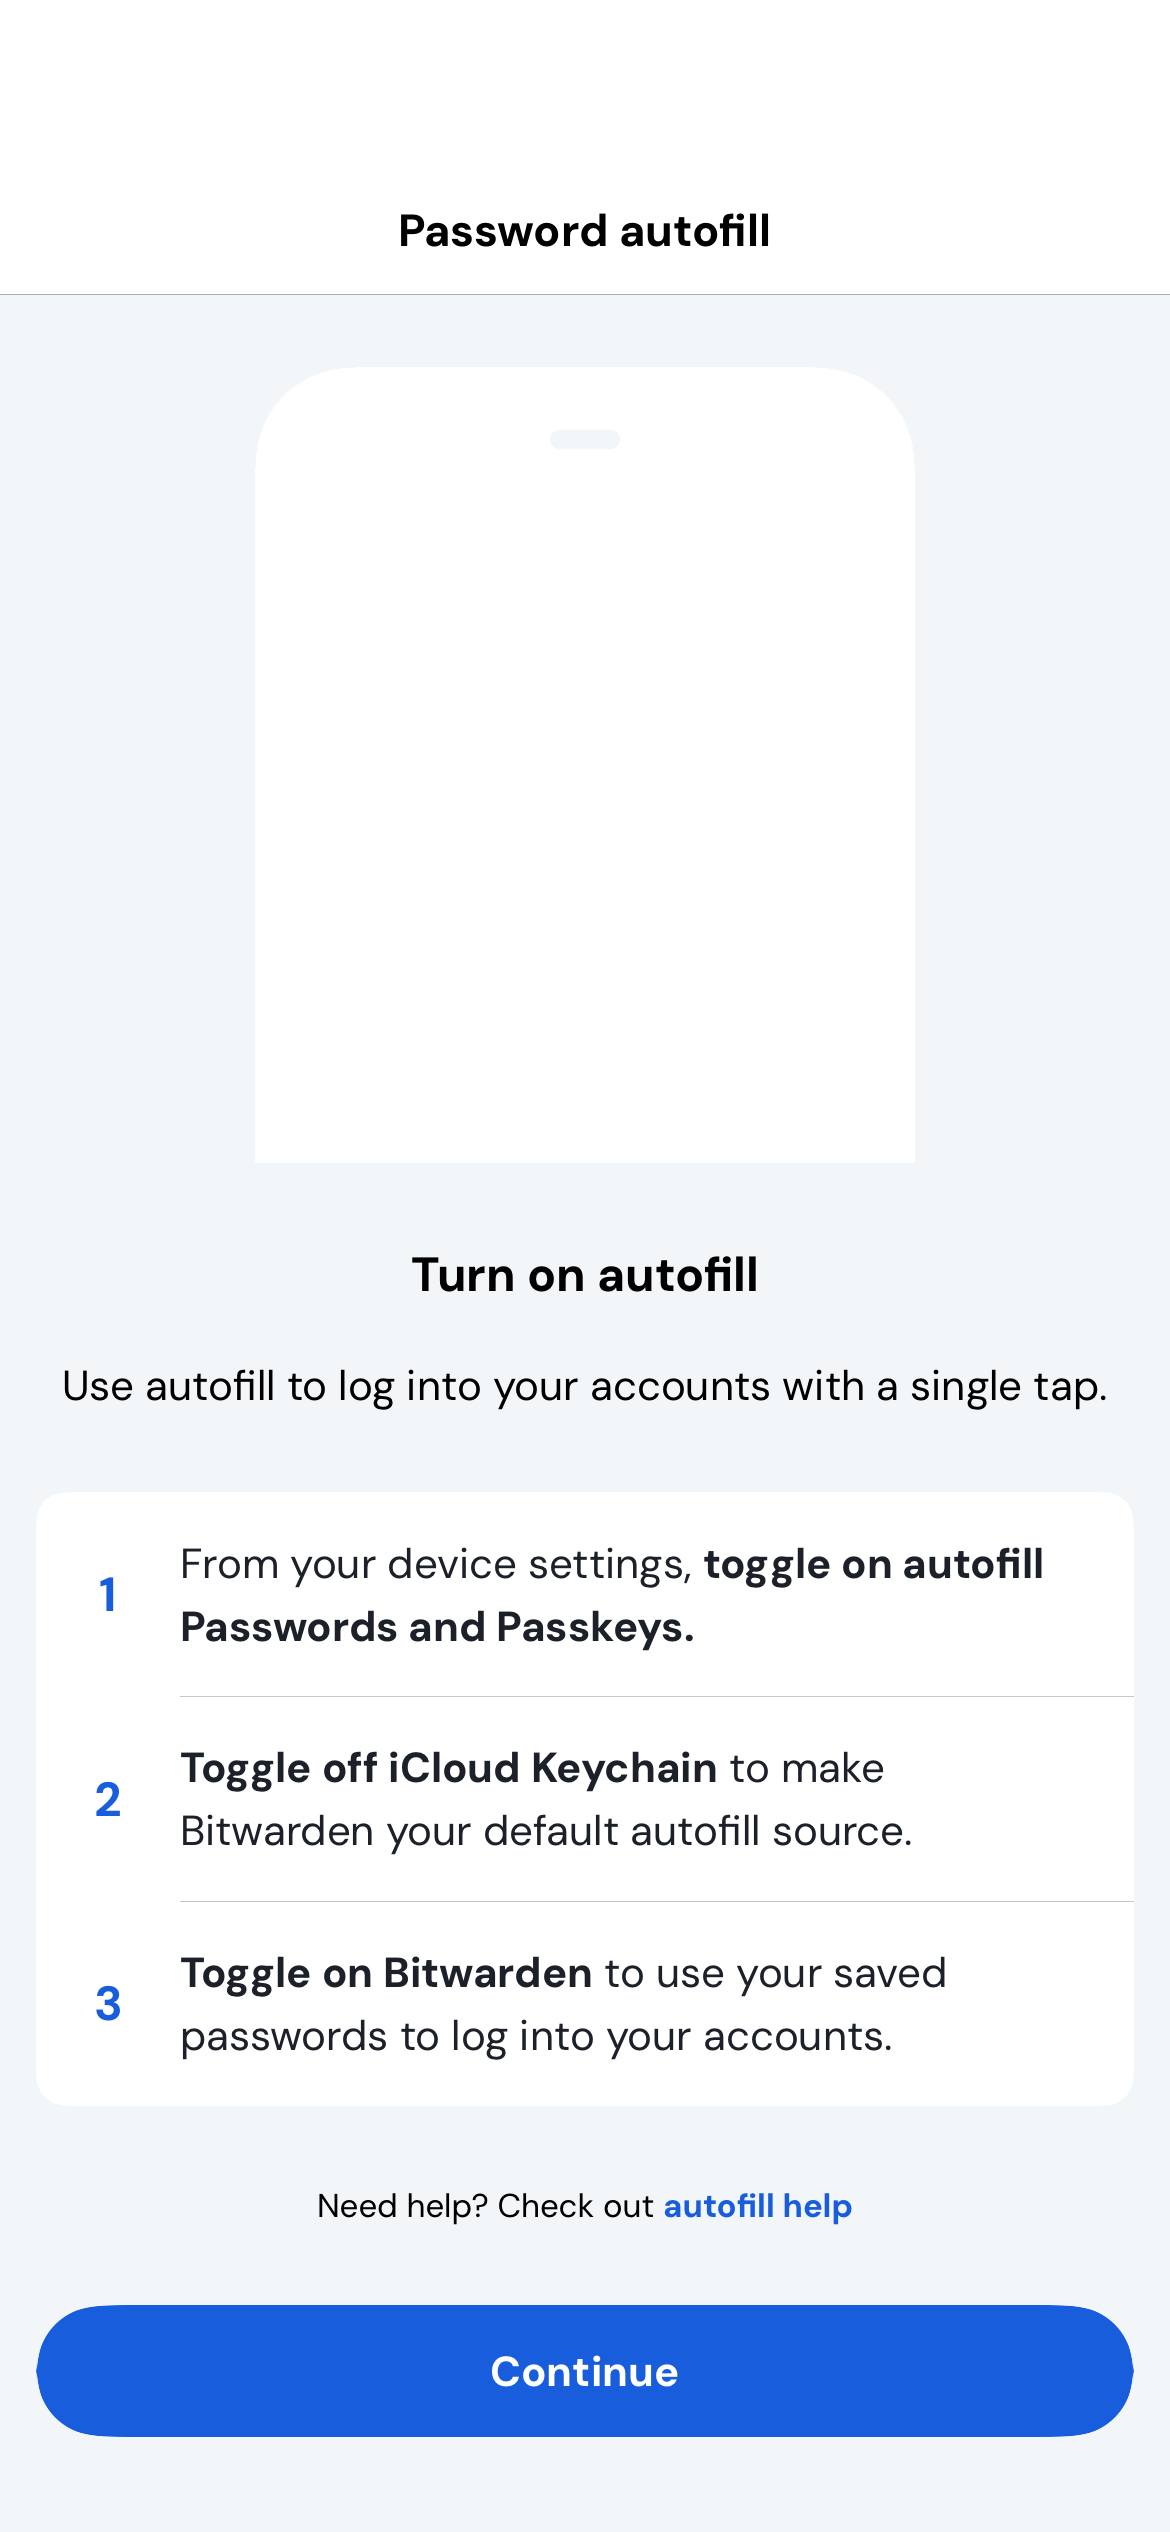 Password autofill
Turn on autofill
Use autofill to log into your accounts with a single tap.
1
From your device settings, toggle on autofill
Passwords and Passkeys.
2
Toggle off iCloud Keychain to make
Bitwarden your default autofill source.
3
Toggle on Bitwarden to use your saved
passwords to log into your accounts.
Need help? Check out autofill help
Continue